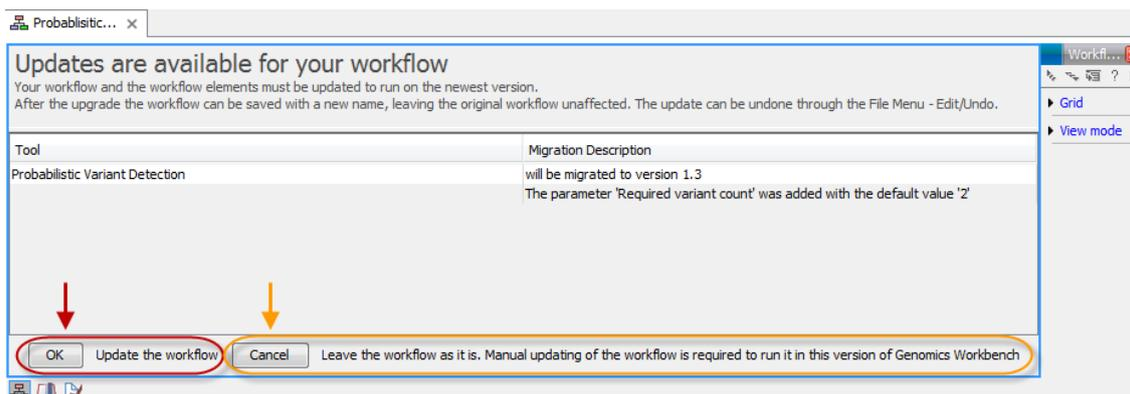 Probablisitic...
Workfl...
Updates are available for your workflow
Your workflow and the workflow elements must be updated to run on the newest version.
After the upgrade the workflow can be saved with a new name, leaving the original workflow unaffected. The update can be undone through the File Menu - Edit/Undo.
?
Grid
View mode
Tool Migration Description
Probabilistic Variant Detection will be migrated to version 1.3
The parameter 'Required variant count' was added with the default value '2'
OK Update the workflow Cancel Leave the workflow as it is. Manual updating of the workflow is required to run it in this version of Genomics Workbench